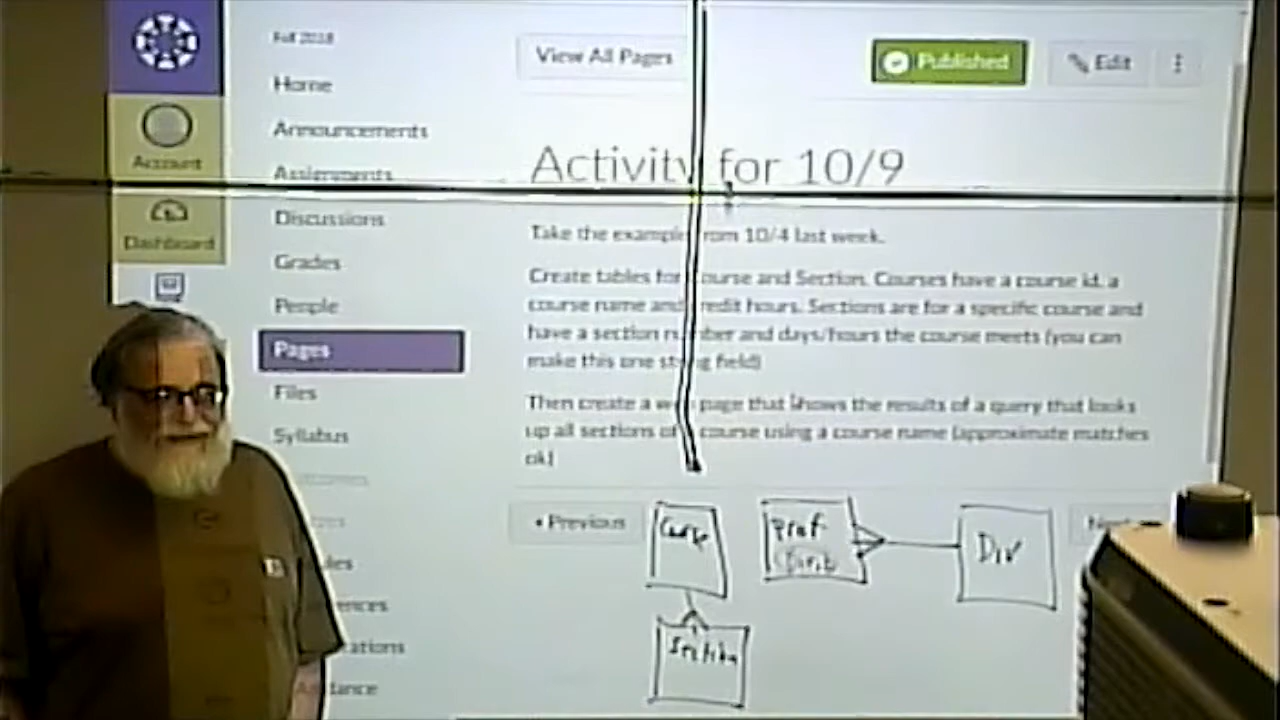 Fall 2018
Home
Announcements
Assignments
Discussions
Grades
People
Pages
Files
Syllabus
Account
Dashboard
View All Pages
Published
Edit
Activity for 10/9
Take the example from 10/4 last week.
Create tables for Course and Section. Courses have a course id, a
course name and credit hours. Sections are for a specific course and
have a section number and days/hours the course meets (you can
make this one string field)
Then create a web page that shows the results of a query that looks
up all sections of a course using a course name (approximate matches
ok)
Previous
Course
Prof
Div
Section